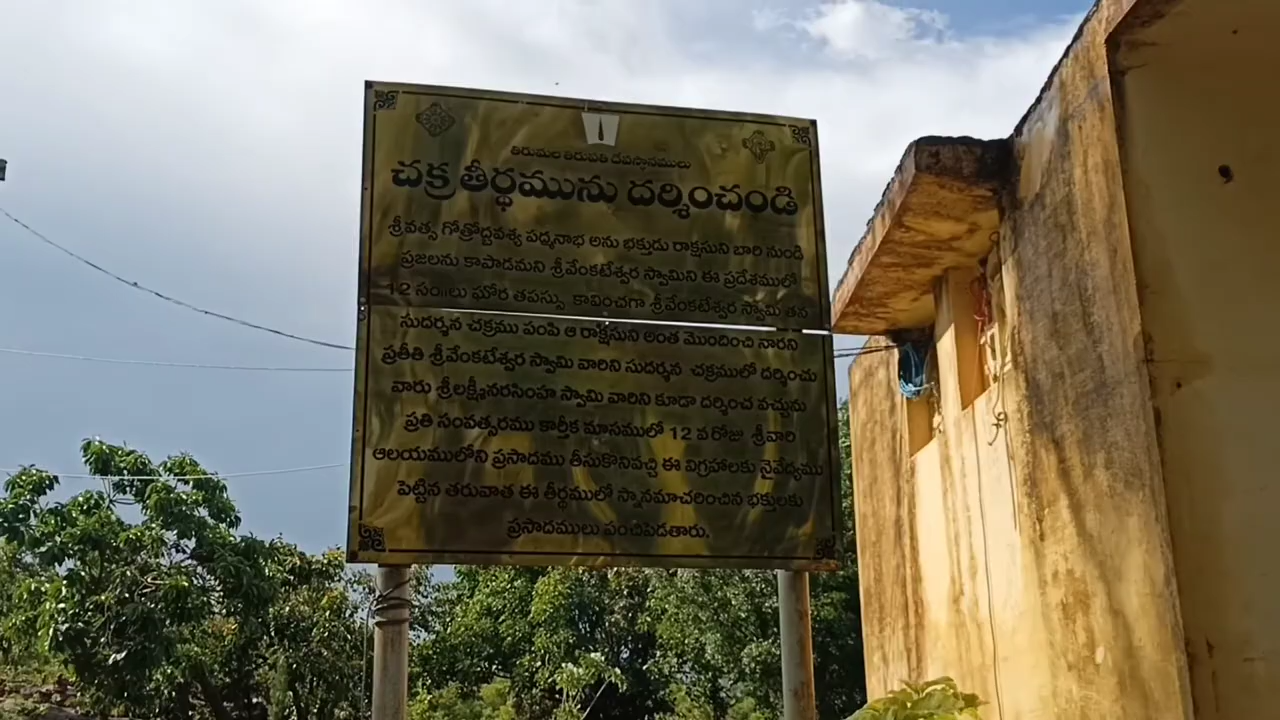 తిరుమల తిరుపతి దేవస్థానములు
చక్ర తీర్థమును దర్శించండి
శ్రీవత్స గోత్రోద్భవశ్య పద్మనాభ అను భక్తుడు రాక్షసుని బారి నుండి
ప్రజలను కాపాడమని శ్రీవేంకటేశ్వర స్వామిని ఈ ప్రదేశములో
12 సం॥లు ఘోర తపస్సు కావించగా శ్రీవేంకటేశ్వర స్వామి తన
సుదర్శన చక్రము పంపి ఆ రాక్షసుని అంత మొందించి నారని
ప్రతీతి శ్రీవేంకటేశ్వర స్వామి వారిని సుదర్శన చక్రములో దర్శించు
వారు శ్రీలక్ష్మీనరసింహ స్వామి వారిని కూడా దర్శించ వచ్చును
ప్రతి సంవత్సరము కార్తీక మాసములో 12 వ రోజు శ్రీవారి
ఆలయములోని ప్రసాదము తీసుకొనివచ్చి ఈ విగ్రహాలకు నైవేద్యము
పెట్టిన తరువాత ఈ తీర్థములో స్నానమాచరించిన భక్తులకు
ప్రసాదములు పంచిపెడతారు.